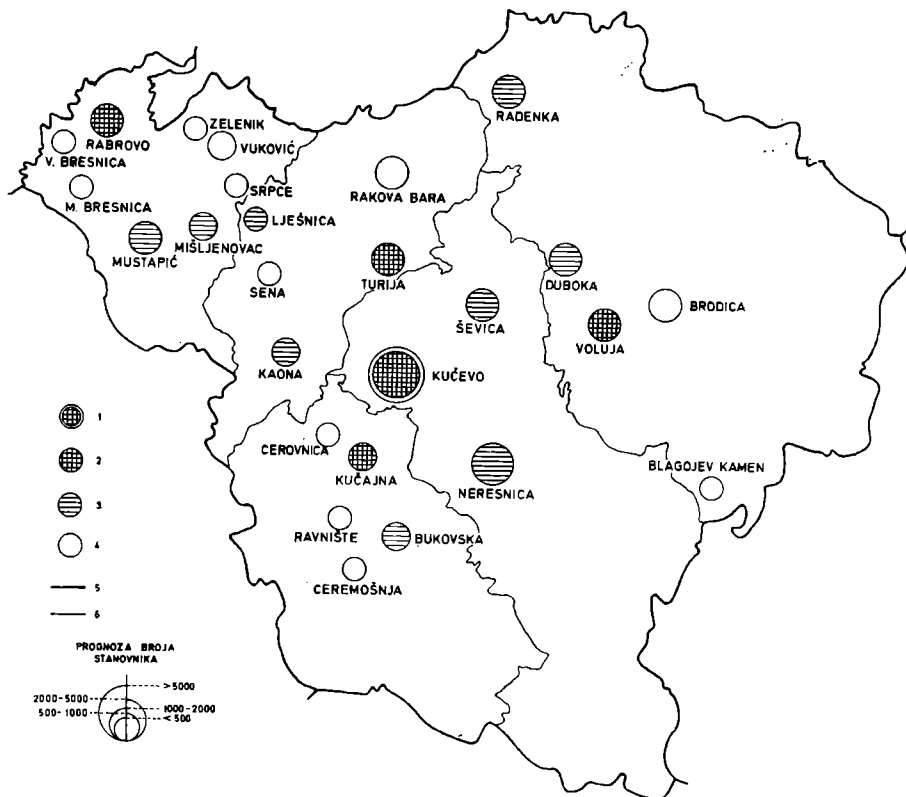 RADENKA
ZELENIK
RABROVO
VUKOVIĆ
V. BRESNICA
RAKOVA BARA
SRPCE
M. BRESNICA
LJEŠNICA
MIŠLJENOVAC
MUSTAPIĆ
TURIJA
DUBOKA
SENA
BRODICA
ŠEVICA
VOLUJA
KAONA
KUČEVO
CEROVNICA
KUČAJNA
BLAGOJEV KAMEN
NERESNICA
RAVNIŠTE
BUKOVSKA
CEREMOŠNJA
1
2
3
4
5
6
PROGNOZA BROJA
STANOVNIKA
>5000
2000-5000
1000-2000
500-1000
<500